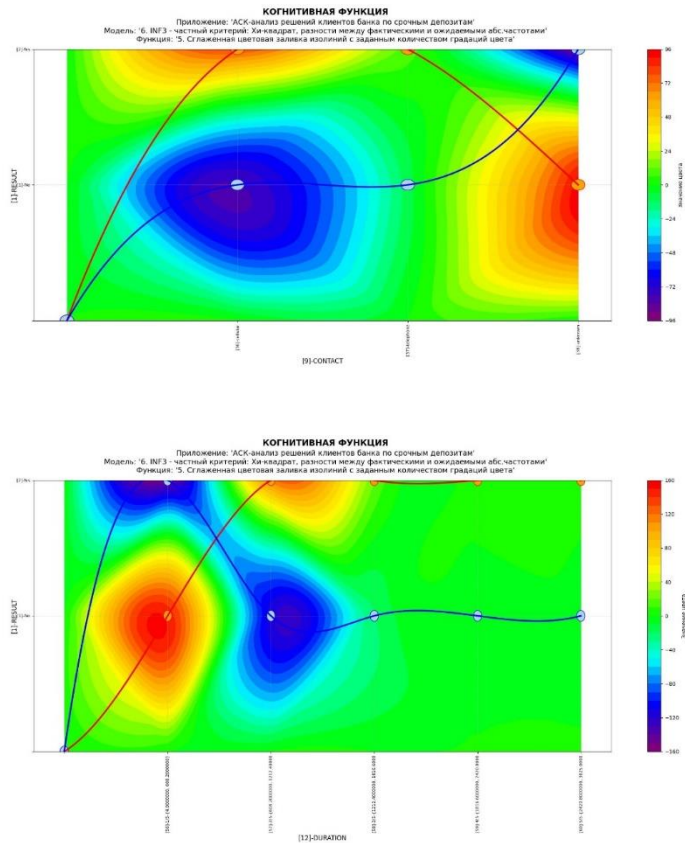 КОГНИТИВНАЯ ФУНКЦИЯ
Приложение: 'АСК-анализ решений клиентов банка по срочным депозитам'
Модель: '6. INF3 - частный критерий: Хи-квадрат, разности между фактическими и ожидаемыми абс.частотами'
Функция: '5. Сглаженная цветовая заливка изолиний с заданным количеством градаций цвета'
[1]-RESULT
96
72
48
24
0
−24
−48
−72
−96
Значение цвета
[9]-CONTACT
КОГНИТИВНАЯ ФУНКЦИЯ
Приложение: 'АСК-анализ решений клиентов банка по срочным депозитам'
Модель: '6. INF3 - частный критерий: Хи-квадрат, разности между фактическими и ожидаемыми абс.частотами'
Функция: '5. Сглаженная цветовая заливка изолиний с заданным количеством градаций цвета'
[1]-RESULT
160
120
80
40
0
−40
−80
−120
−160
Значение цвета
[12]-DURATION